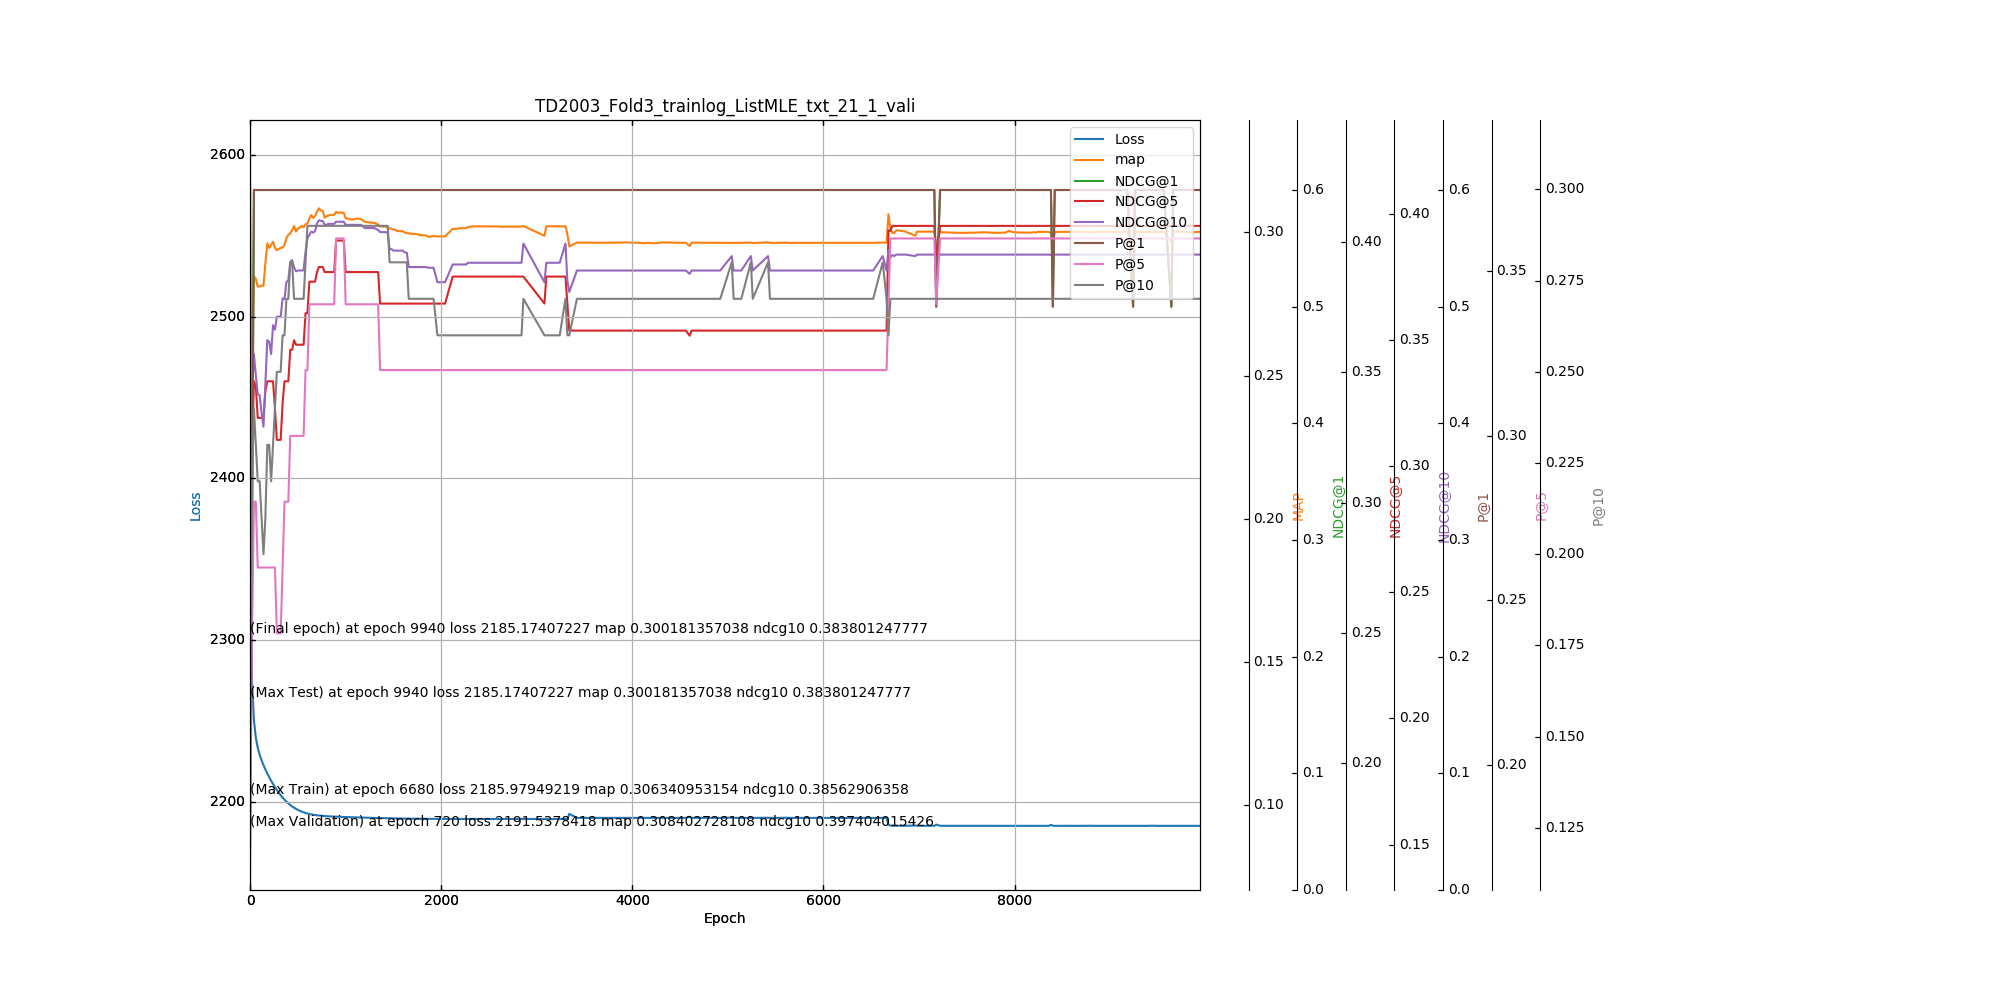 TD2003_Fold3_trainlog_ListMLE_txt_21_1_vali
Loss
map
NDCG@1
NDCG@5
NDCG@10
P@1
P@5
P@10
2600
2500
2400
2300
2200
Loss
(Final epoch) at epoch 9940 loss 2185.17407227 map 0.300181357038 ndcg10 0.383801247777
(Max Test) at epoch 9940 loss 2185.17407227 map 0.300181357038 ndcg10 0.383801247777
(Max Train) at epoch 6680 loss 2185.97949219 map 0.306340953154 ndcg10 0.38562906358
(Max Validation) at epoch 720 loss 2191.5378418 map 0.308402728108 ndcg10 0.397404015426
0 2000 4000 6000 8000
Epoch
0.30
0.25
0.20
0.15
0.10
MAP
0.6
0.5
0.4
0.3
0.2
0.1
0.0
NDCG@1
0.40
0.35
0.30
0.25
0.20
NDCG@5
0.40
0.35
0.30
0.25
0.20
0.15
NDCG@10
0.6
0.5
0.4
0.3
0.2
0.1
0.0
P@1
0.35
0.30
0.25
0.20
P@5
0.300
0.275
0.250
0.225
0.200
0.175
0.150
0.125
P@10